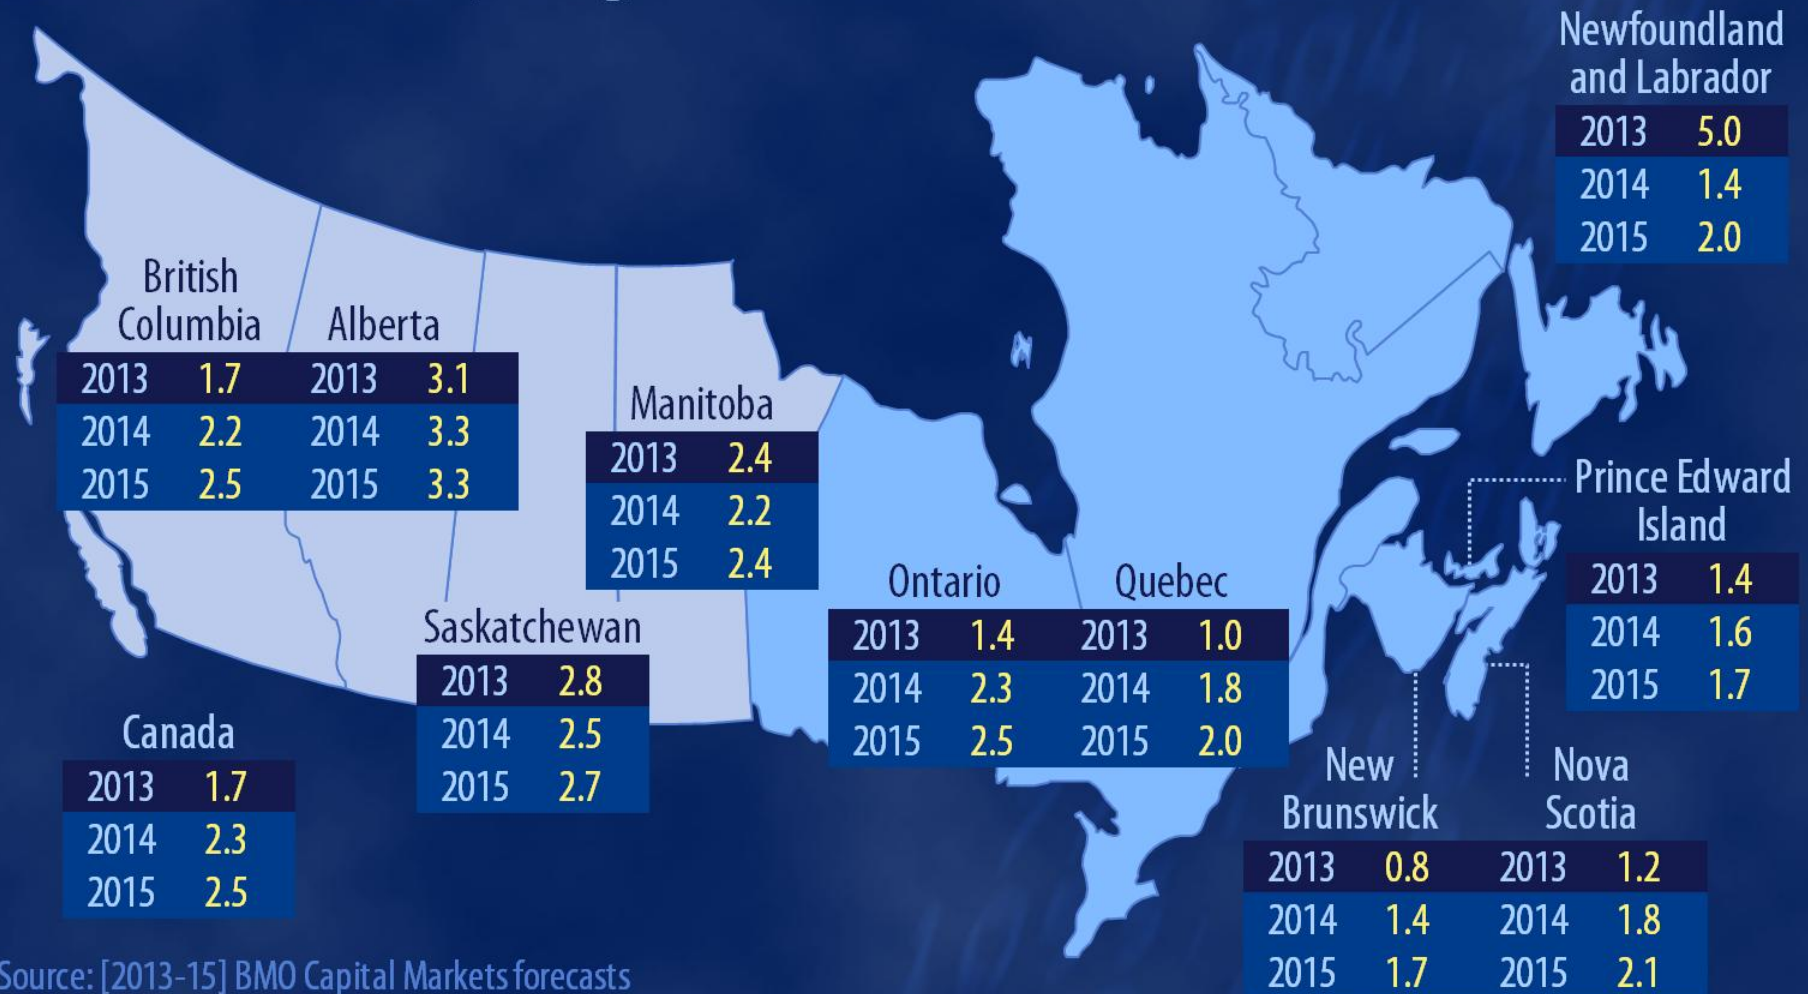 Newfoundland
and Labrador
2013 5.0
2014 1.4
2015 2.0
British
Columbia
2013 1.7
2014 2.2
2015 2.5
Alberta
2013 3.1
2014 3.3
2015 3.3
Manitoba
2013 2.4
2014 2.2
2015 2.4
Saskatchewan
2013 2.8
2014 2.5
2015 2.7
Ontario
2013 1.4
2014 2.3
2015 2.5
Quebec
2013 1.0
2014 1.8
2015 2.0
Prince Edward
Island
2013 1.4
2014 1.6
2015 1.7
Canada
2013 1.7
2014 2.3
2015 2.5
New
Brunswick
2013 0.8
2014 1.4
2015 1.7
Nova
Scotia
2013 1.2
2014 1.8
2015 2.1
Source: [2013-15] BMO Capital Markets forecasts